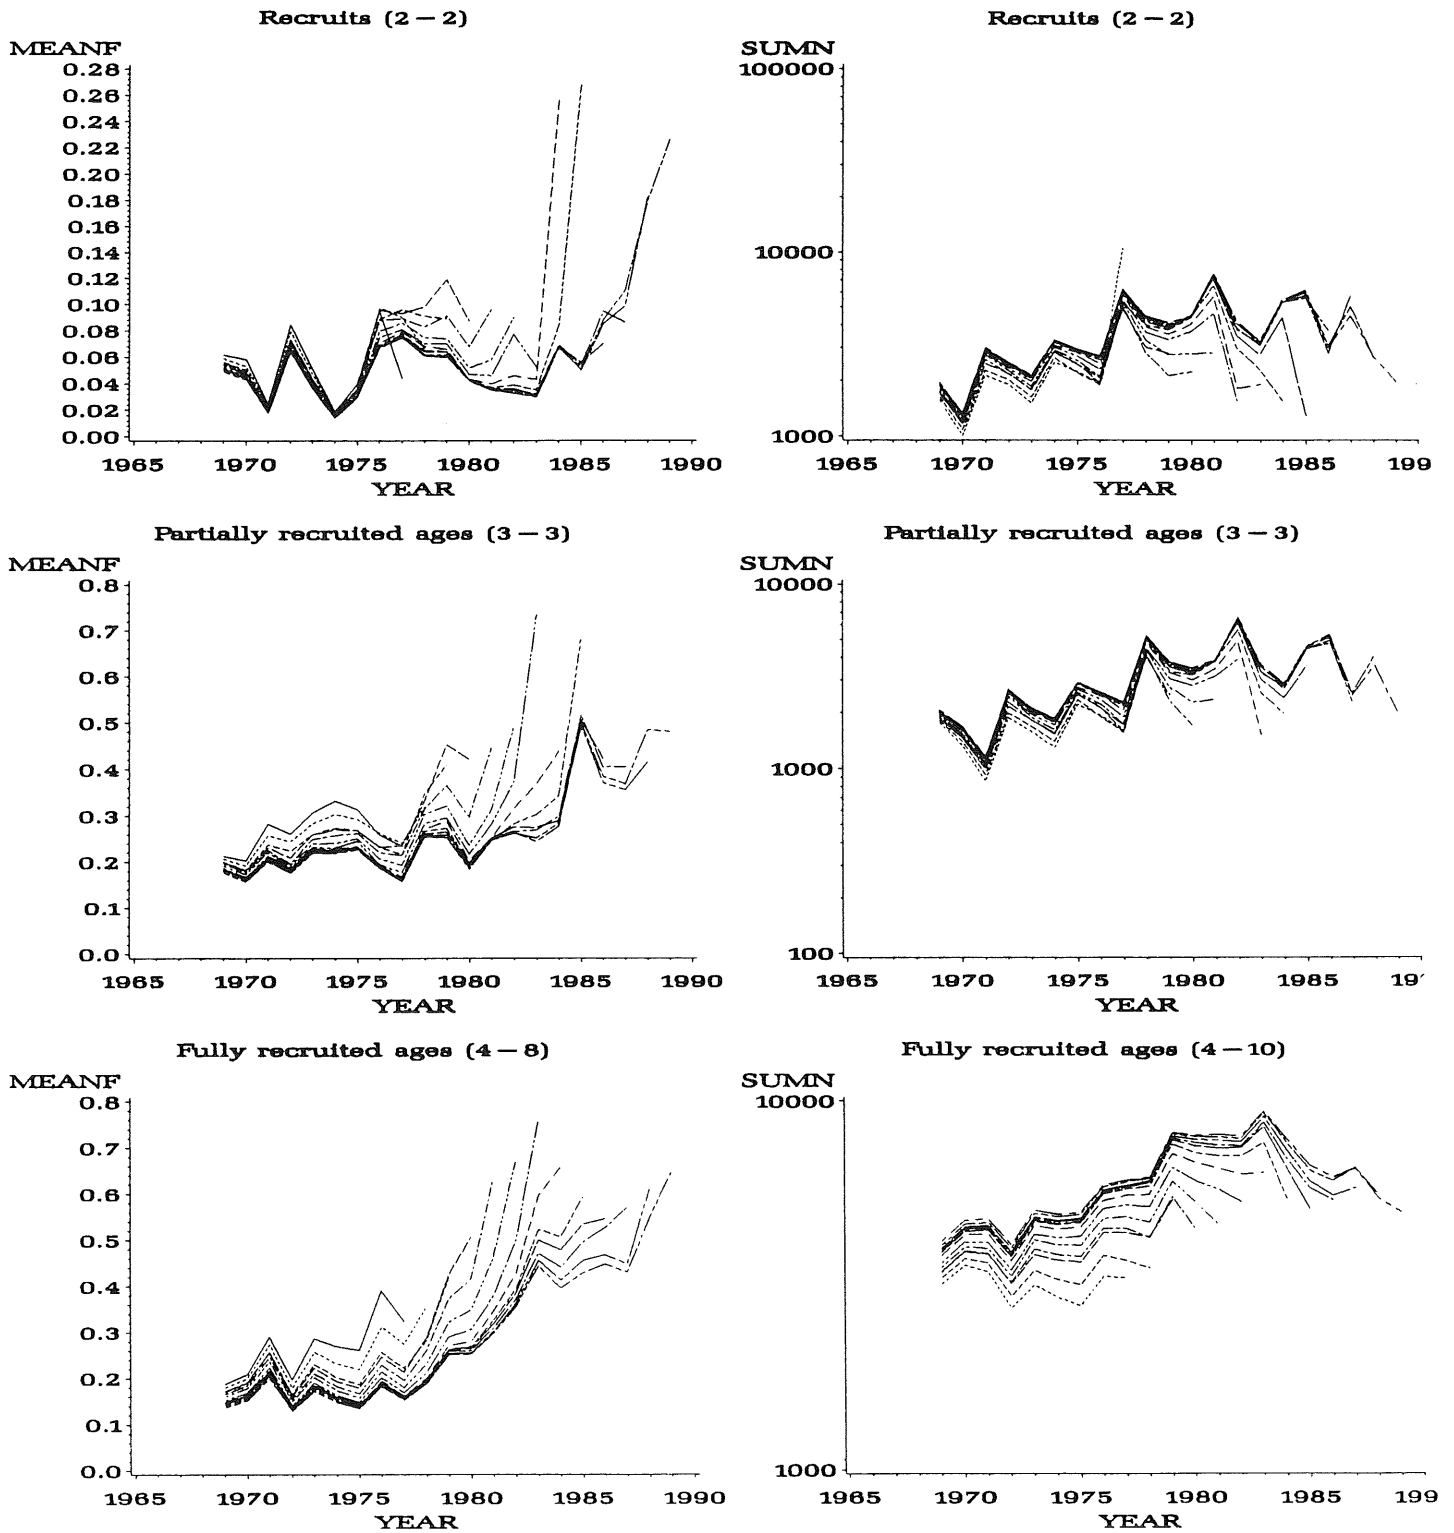 Recruits (2 — 2)
MEANF
0.28
0.26
0.24
0.22
0.20
0.18
0.16
0.14
0.12
0.10
0.08
0.06
0.04
0.02
0.00
1965 1970 1975 1980 1985 1990
YEAR
Recruits (2 — 2)
SUMN
100000
10000
1000
1965 1970 1975 1980 1985 199
YEAR
Partially recruited ages (3 — 3)
MEANF
0.8
0.7
0.6
0.5
0.4
0.3
0.2
0.1
0.0
1965 1970 1975 1980 1985 1990
YEAR
Partially recruited ages (3 — 3)
SUMN
10000
1000
100
1965 1970 1975 1980 1985 19
YEAR
Fully recruited ages (4 — 8)
MEANF
0.8
0.7
0.6
0.5
0.4
0.3
0.2
0.1
0.0
1965 1970 1975 1980 1985 1990
YEAR
Fully recruited ages (4 — 10)
SUMN
10000
1000
1965 1970 1975 1980 1985 199
YEAR